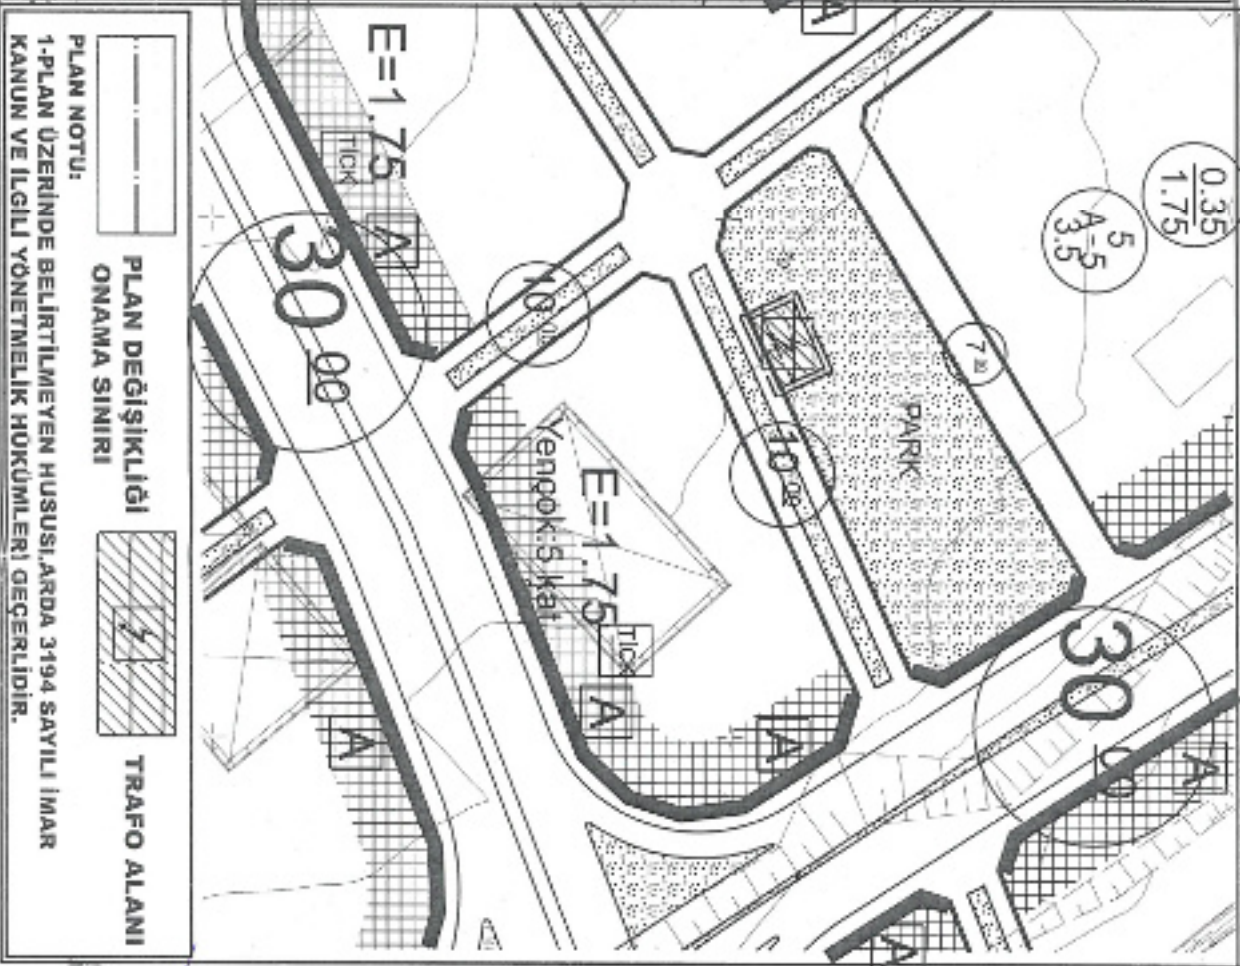 PLAN DEĞİŞİKLİĞİ
ONAMA SINIRI
TRAFO ALANI
PLAN NOTU:
1-PLAN ÜZERİNDE BELİRTİLMEYEN HUSUSLARDA 3194 SAYILI İMAR
KANUN VE İLGİLİ YÖNETMELİK HÜKÜMLERİ GEÇERLİDİR.
0.35
1.75
5
A-5
3.5
A
E=1.75
TİCK
A
30.00
10.00
7.00
PARK
10.00
Yençok:5 kat
E=1.75
TİCK
A
A
30.00
A
A
A